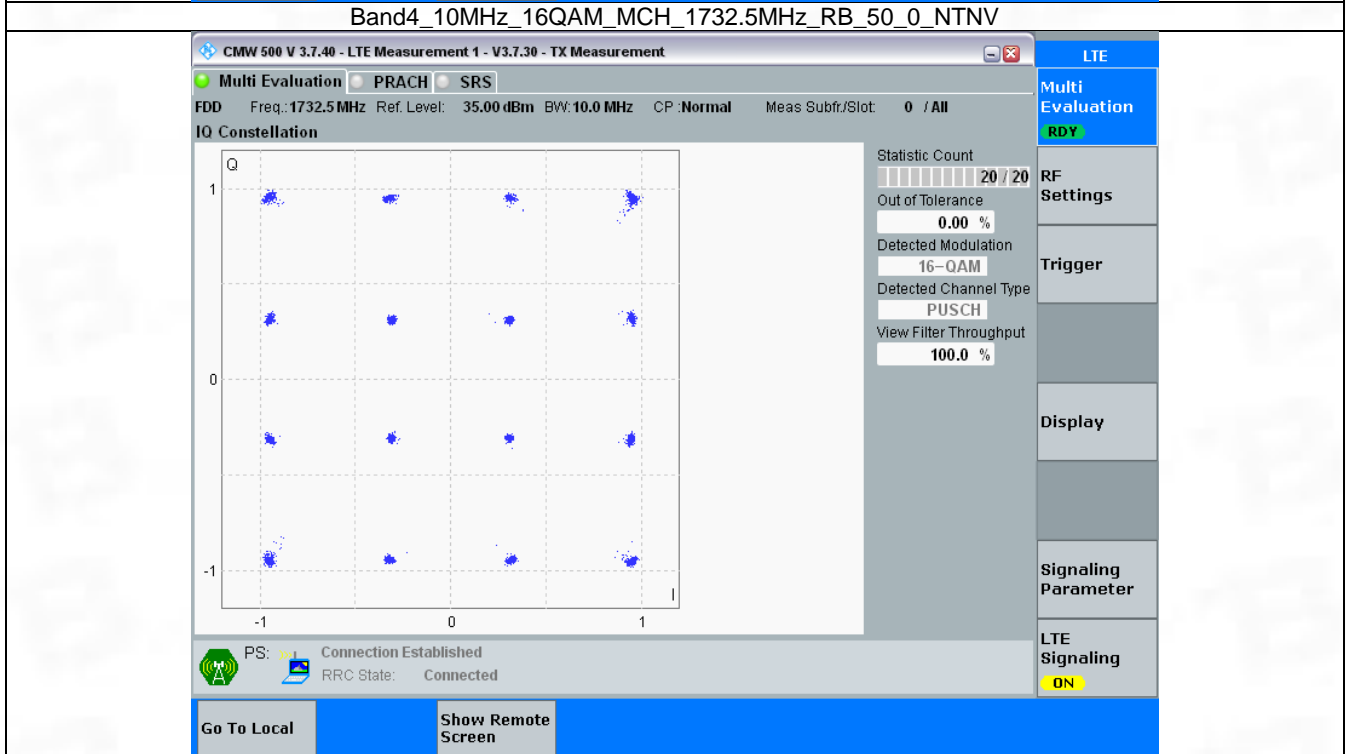 Band4_10MHz_16QAM_MCH_1732.5MHz_RB_50_0_NTNV
CMW 500 V 3.7.40 - LTE Measurement 1 - V3.7.30 - TX Measurement
LTE
Multi Evaluation PRACH SRS
FDD Freq.: 1732.5 MHz Ref. Level: 35.00 dBm BW: 10.0 MHz CP : Normal Meas Subfr./Slot: 0 / All
IQ Constellation
Q
1
0
-1
-1 0 1
I
Statistic Count
20 / 20
Out of Tolerance
0.00 %
Detected Modulation
16-QAM
Detected Channel Type
PUSCH
View Filter Throughput
100.0 %
Multi
Evaluation
RDY
RF
Settings
Trigger
Display
Signaling
Parameter
LTE
Signaling
ON
PS: Connection Established
RRC State: Connected
Go To Local
Show Remote
Screen